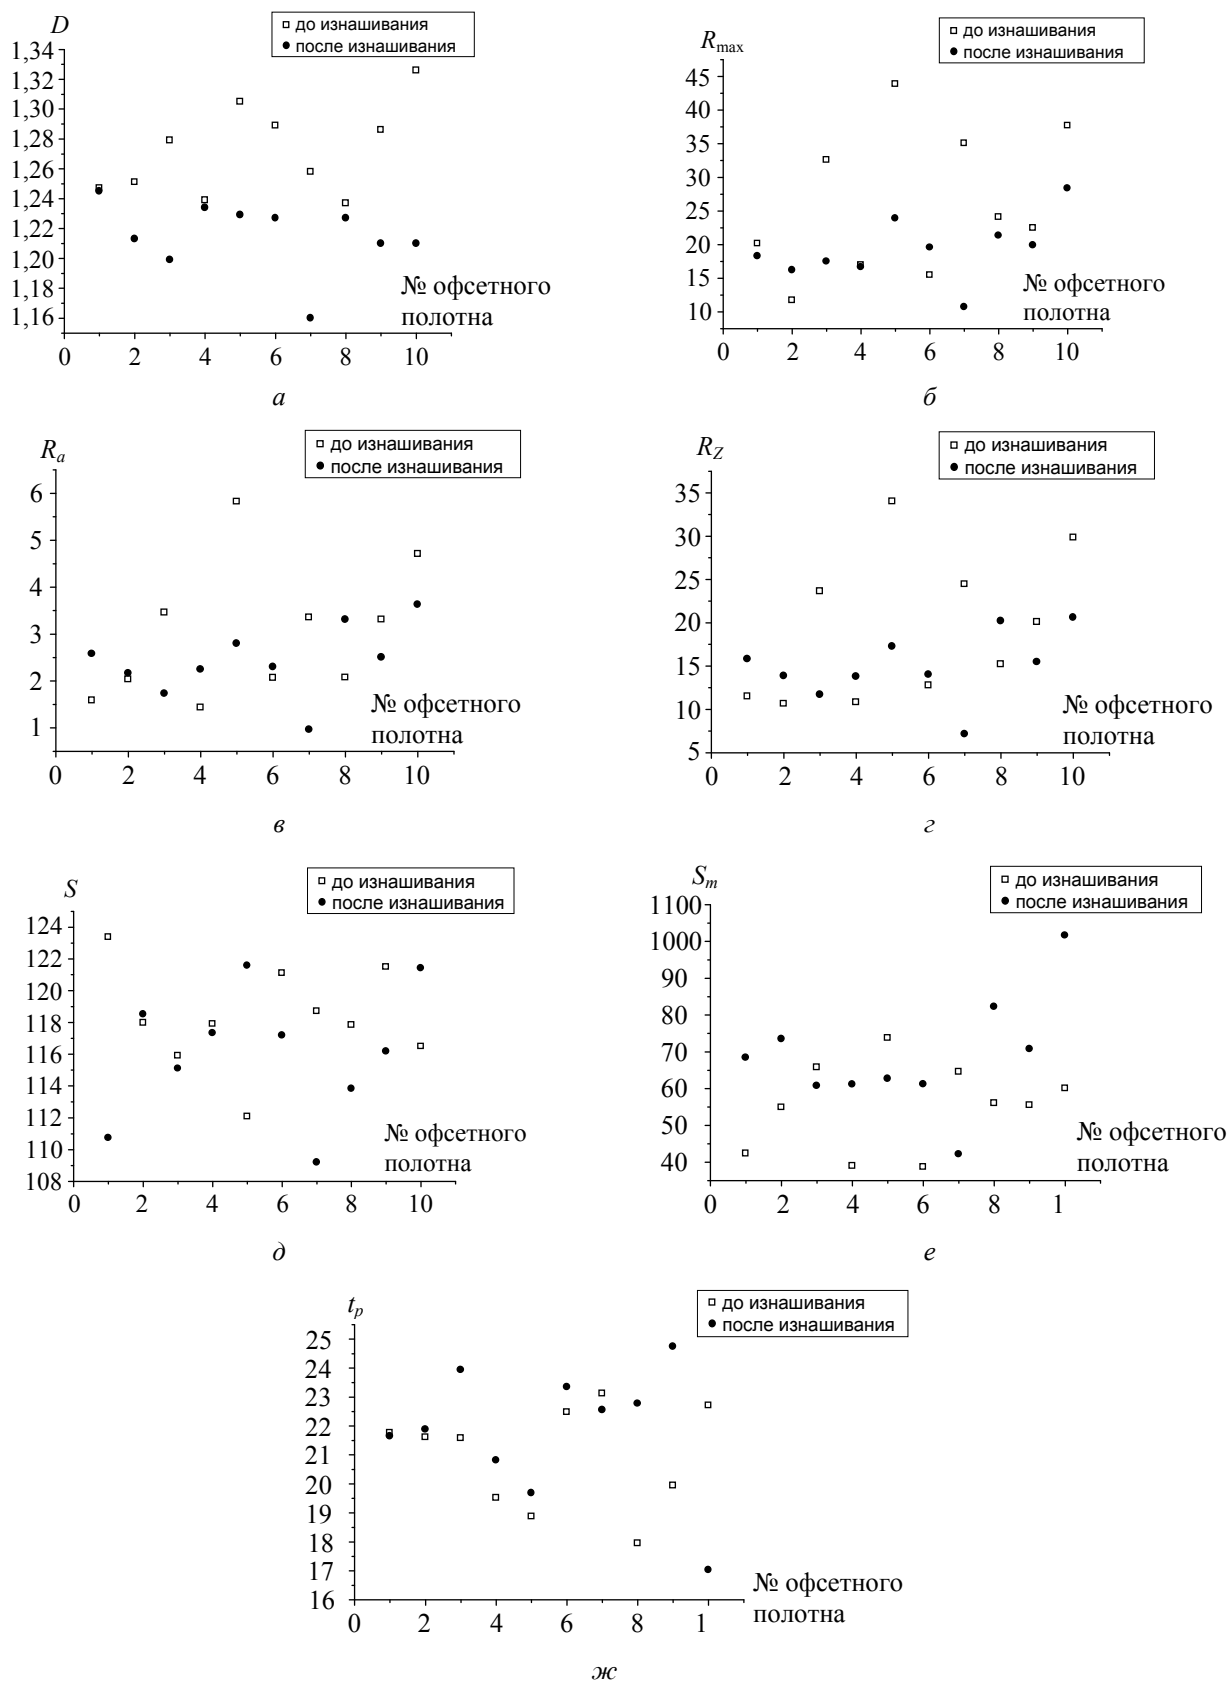 D
до изнашивания
после изнашивания
1,34
1,32
1,30
1,28
1,26
1,24
1,22
1,20
1,18
1,16
№ офсетного
полотна
0 2 4 6 8 10
а
R max
до изнашивания
после изнашивания
45
40
35
30
25
20
15
10
№ офсетного
полотна
0 2 4 6 8 10
б
R a
до изнашивания
после изнашивания
6
5
4
3
2
1
№ офсетного
полотна
0 2 4 6 8 10
в
R Z
до изнашивания
после изнашивания
35
30
25
20
15
10
5
№ офсетного
полотна
0 2 4 6 8 10
г
S
до изнашивания
после изнашивания
124
122
120
118
116
114
112
110
108
№ офсетного
полотна
0 2 4 6 8 10
д
S m
до изнашивания
после изнашивания
1100
1000
90
80
70
60
50
40
№ офсетного
полотна
0 2 4 6 8 1
е
t p
до изнашивания
после изнашивания
25
24
23
22
21
20
19
18
17
16
№ офсетного
полотна
0 2 4 6 8 1
ж